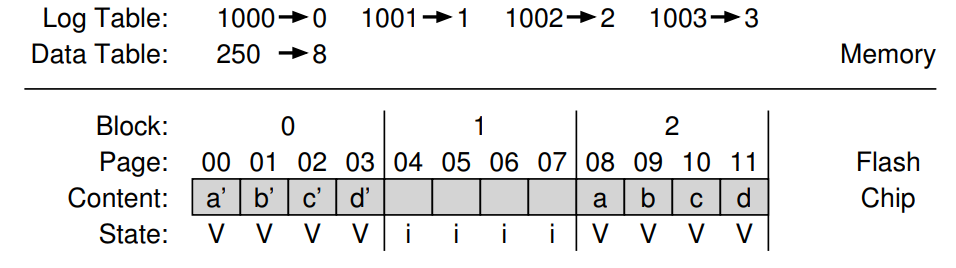 Log Table: 1000→0 1001→1 1002→2 1003→3
Data Table: 250 →8 Memory
Block: 0 1 2
Page: 00 01 02 03 04 05 06 07 08 09 10 11 Flash
Content: a’ b’ c’ d’ a b c d Chip
State: V V V V i i i i V V V V